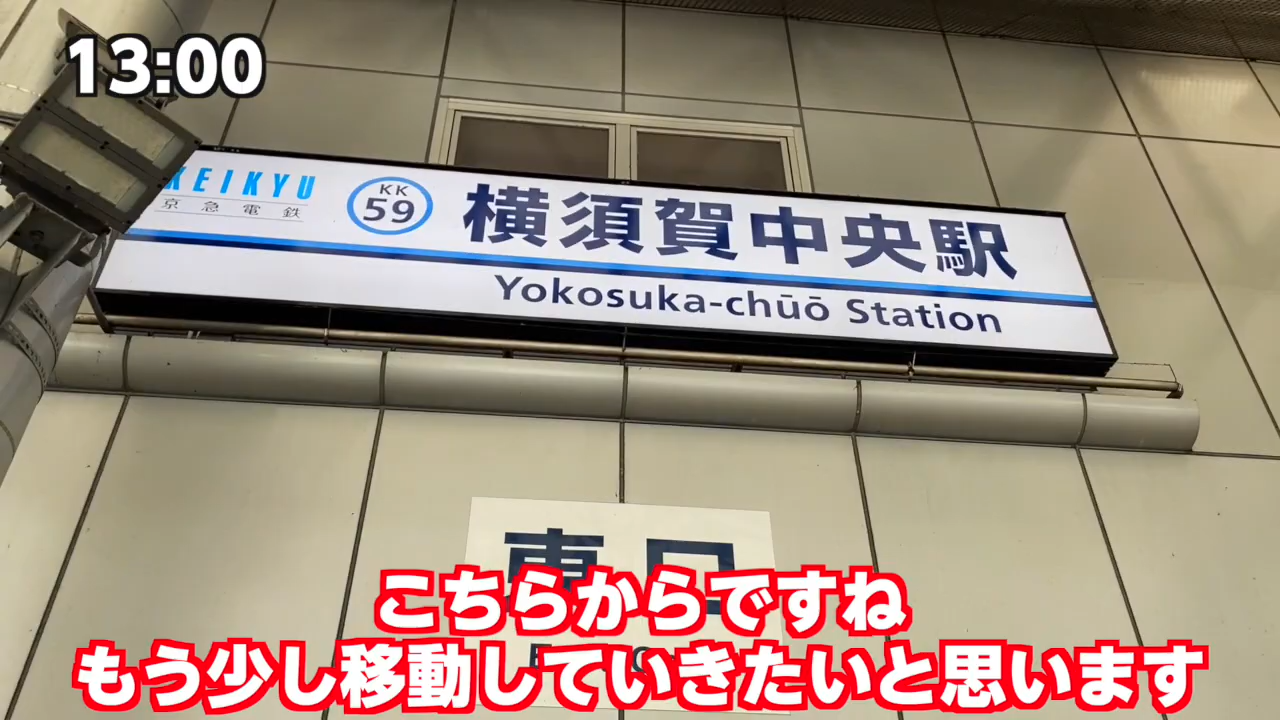 13:00
KEIKYU
京急電鉄
KK
59
横須賀中央駅
Yokosuka-chūō Station
東口
こちらからですね
もう少し移動していきたいと思います